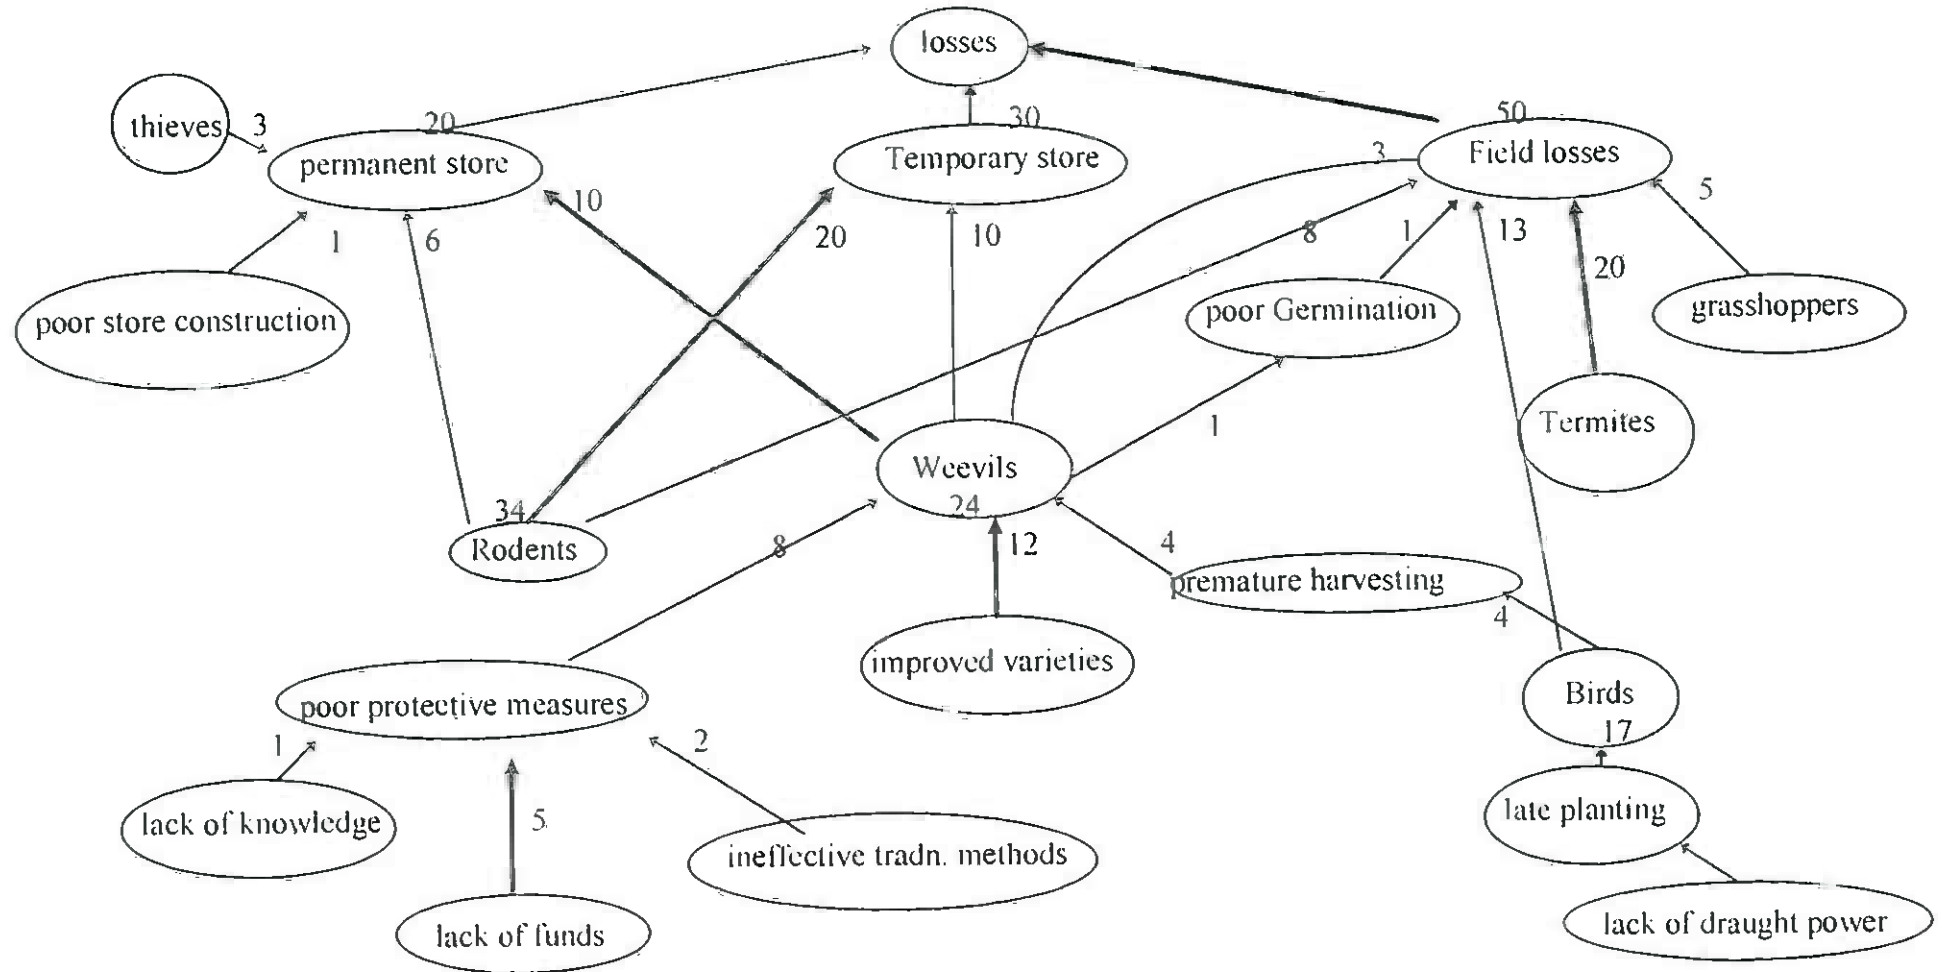 losses
thieves
3
20
permanent store
30
Temporary store
50
Field losses
3
10
1
6
20
10
8
1
13
20
5
poor store construction
poor Germination
grasshoppers
Termites
1
Weevils
24
34
Rodents
8
12
4
premature harvesting
4
improved varieties
Birds
17
poor protective measures
1
2
lack of knowledge
5
ineffective tradn. methods
late planting
lack of funds
lack of draught power